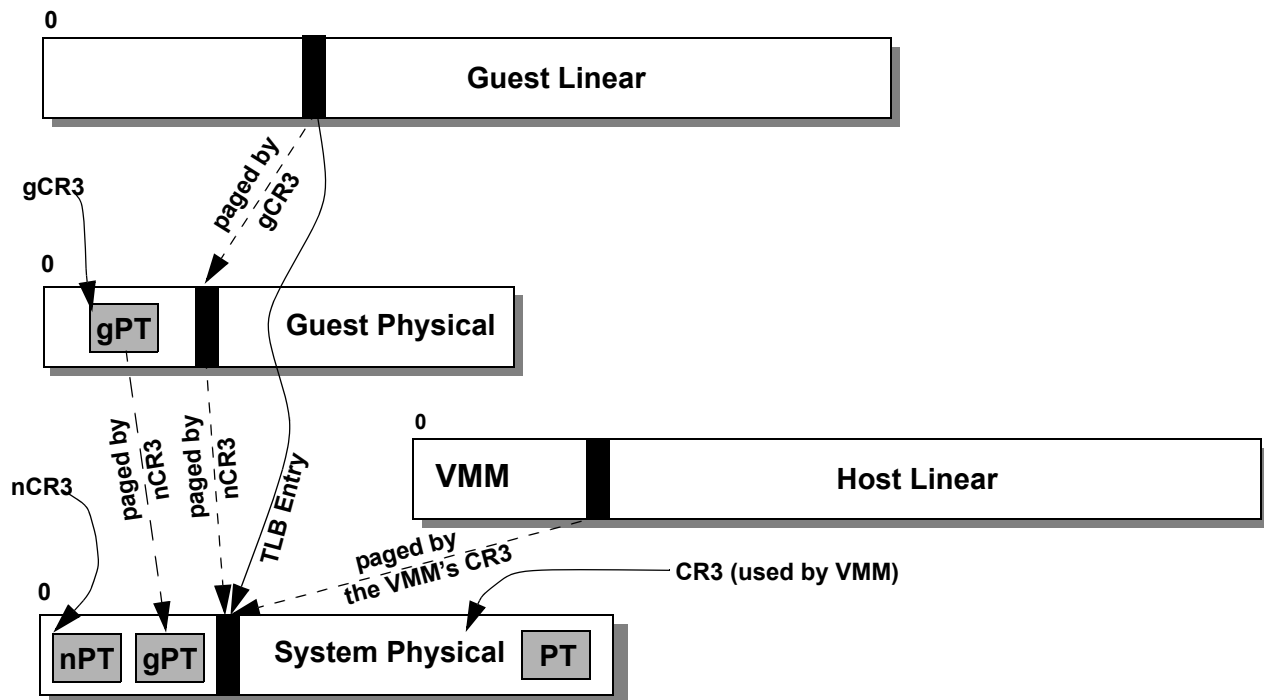 0
Guest Linear
paged by
gCR3
gCR3
0
gPT
Guest Physical
paged by
nCR3
paged by
nCR3
TLB Entry
0
VMM
Host Linear
nCR3
paged by
the VMM’s CR3
CR3 (used by VMM)
0
nPT
gPT
System Physical
PT